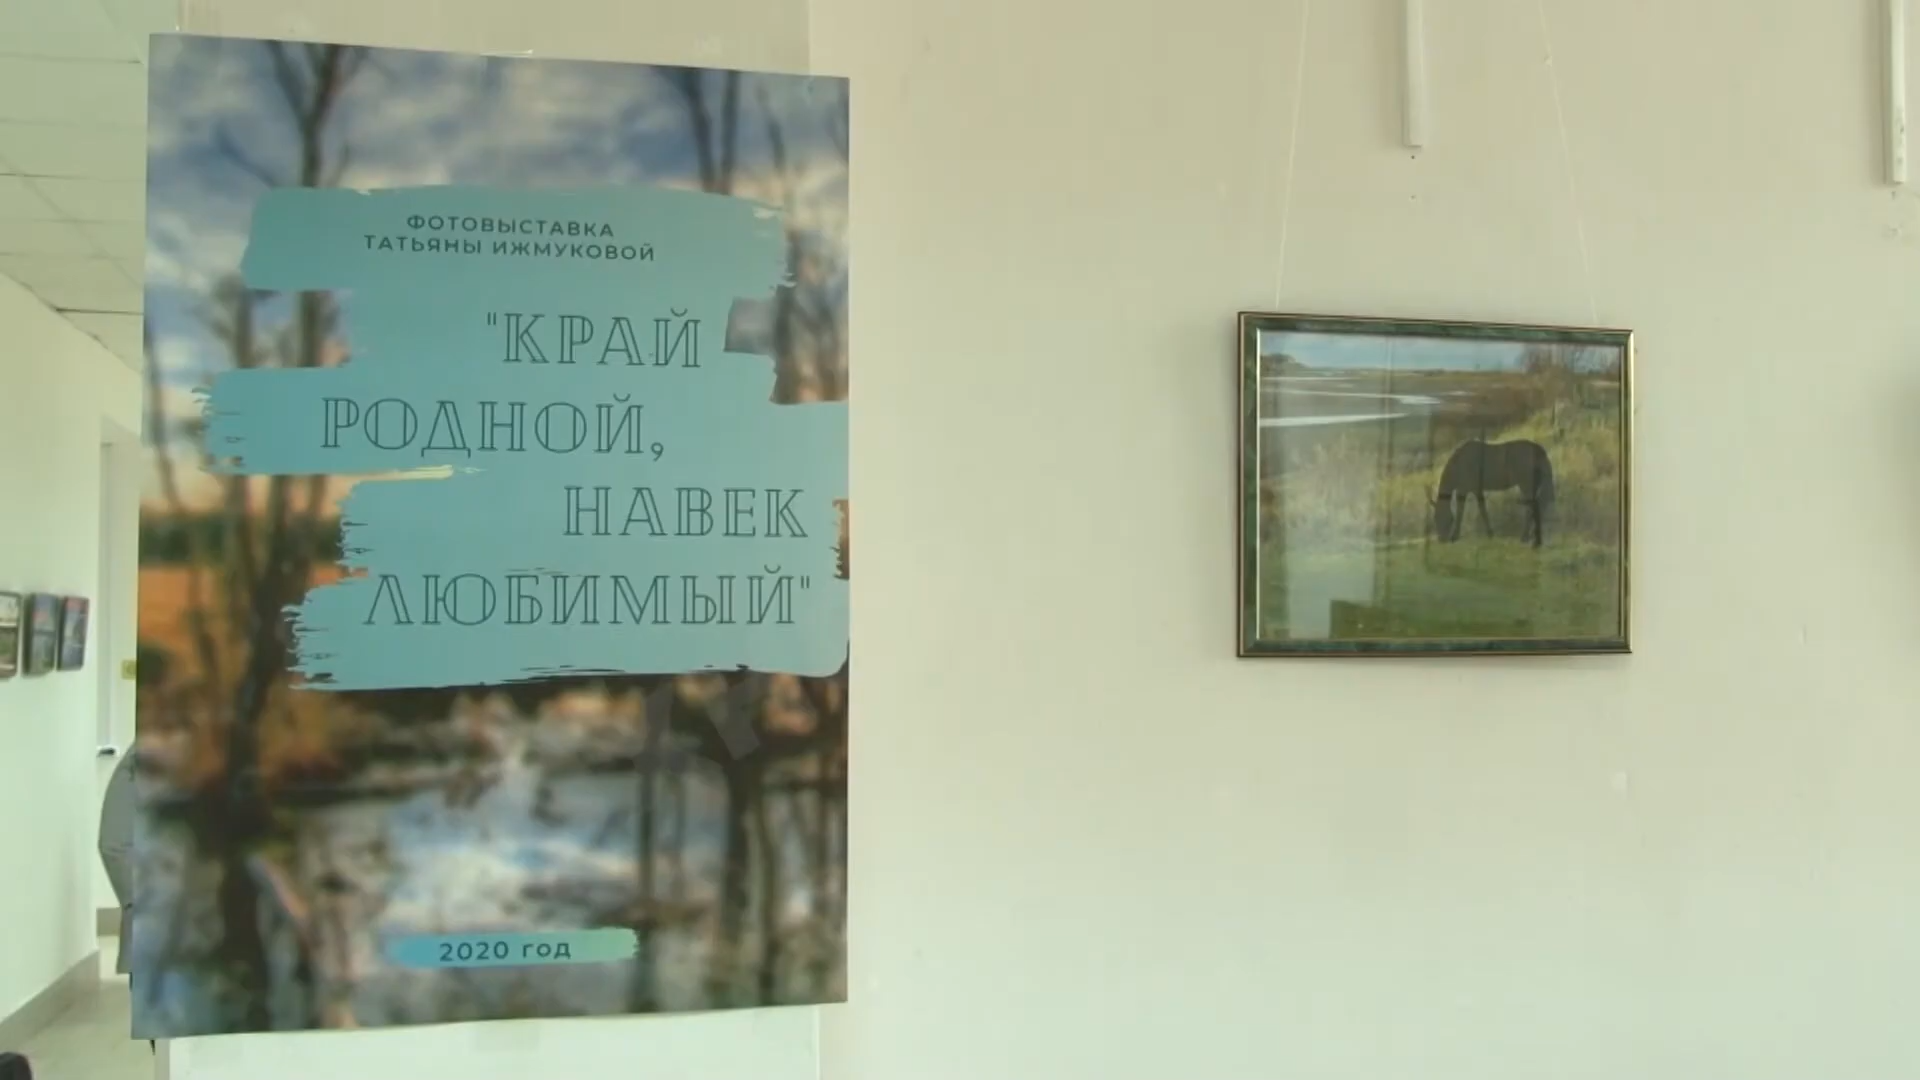 ФОТОВЫСТАВКА
ТАТЬЯНЫ ИЖМУКОВОЙ
"КРАЙ
РОДНОЙ,
НАВЕК
ЛЮБИМЫЙ"
2020 год